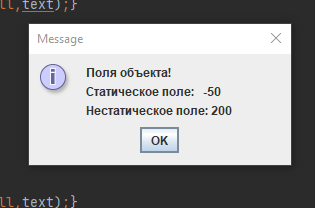 ll,text);}
Message
Поля объекта!
Статическое поле: -50
Нестатическое поле: 200
OK
ll,text);}